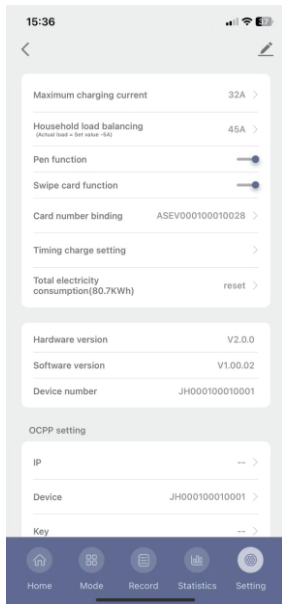 15:36
Maximum charging current 32A
Household load balancing 45A
(Actual load = Set value -5A)
Pen function
Swipe card function
Card number binding ASEV000100010028
Timing charge setting
Total electricity
consumption(80.7KWh) reset
Hardware version V2.0.0
Software version V1.00.02
Device number JH000100010001
OCPP setting
IP --
Device JH000100010001
Key --
Home Mode Record Statistics Setting